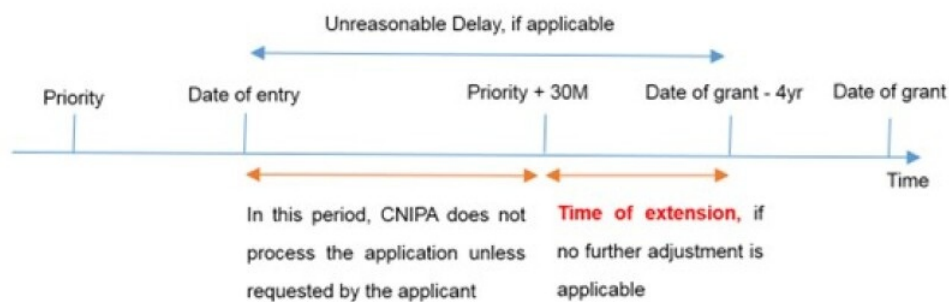 Unreasonable Delay, if applicable
Priority
Date of entry
Priority + 30M
Date of grant - 4yr
Date of grant
Time
In this period, CNIPA does not
process the application unless
requested by the applicant
Time of extension, if
no further adjustment is
applicable